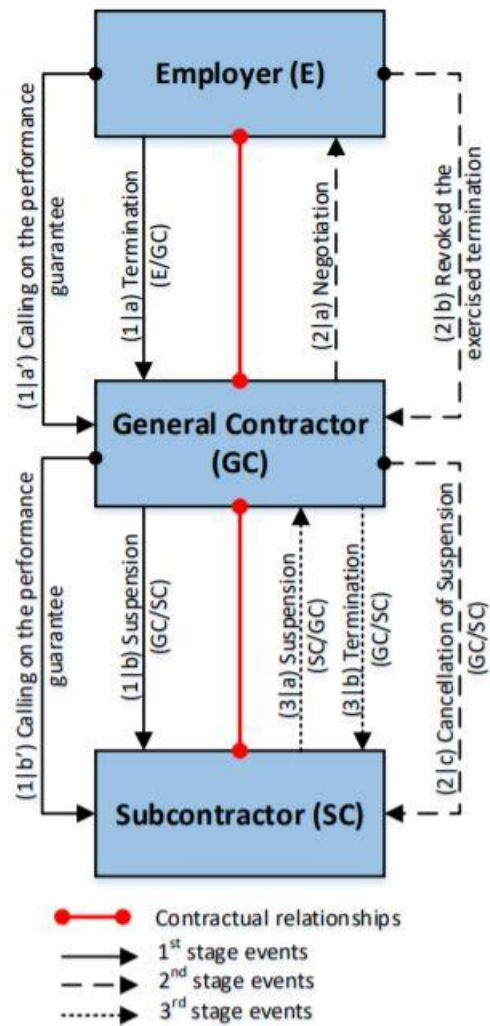 Employer (E)
(1|a') Calling on the performance
guarantee
(1|a) Termination
(E/GC)
(2|a) Negotiation
(2|b) Revoked the
exercised termination
General Contractor
(GC)
(1|b') Calling on the performance
guarantee
(1|b) Suspension
(GC/SC)
(3|a) Suspension
(SC/GC)
(3|b) Termination
(GC/SC)
(2|c) Cancellation of Suspension
(GC/SC)
Subcontractor (SC)
Contractual relationships
1st stage events
2nd stage events
3rd stage events